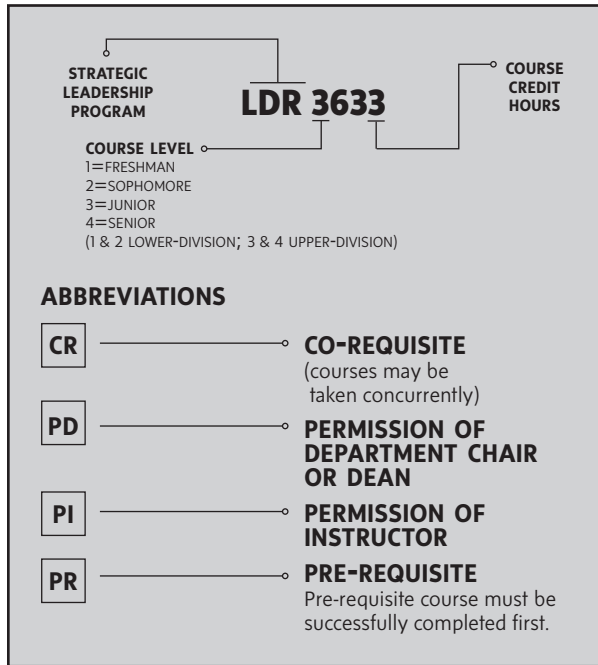 STRATEGIC
LEADERSHIP
PROGRAM
LDR 3633
COURSE
CREDIT
HOURS
COURSE LEVEL
1=FRESHMAN
2=SOPHOMORE
3=JUNIOR
4=SENIOR
(1 & 2 LOWER-DIVISION; 3 & 4 UPPER-DIVISION)
ABBREVIATIONS
CR
CO-REQUISITE
(courses may be
taken concurrently)
PD
PERMISSION OF
DEPARTMENT CHAIR
OR DEAN
PI
PERMISSION OF
INSTRUCTOR
PR
PRE-REQUISITE
Pre-requisite course must be
successfully completed first.